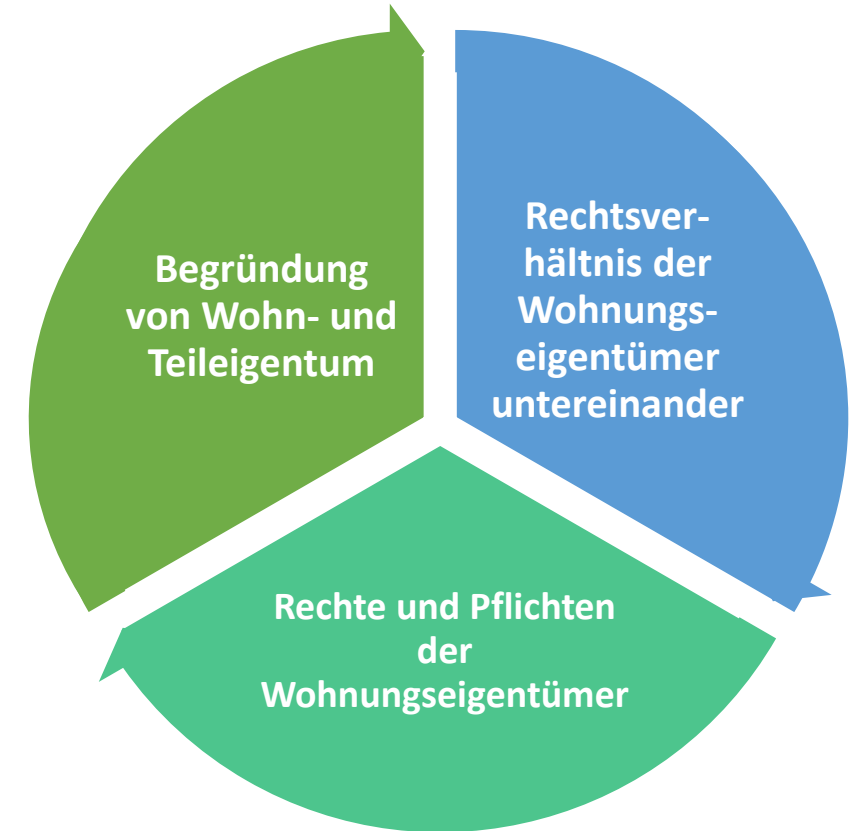 Begründung
von Wohn- und
Teileigentum
Rechtsver-
hältnis der
Wohnungs-
eigentümer
untereinander
Rechte und Pflichten
der
Wohnungseigentümer